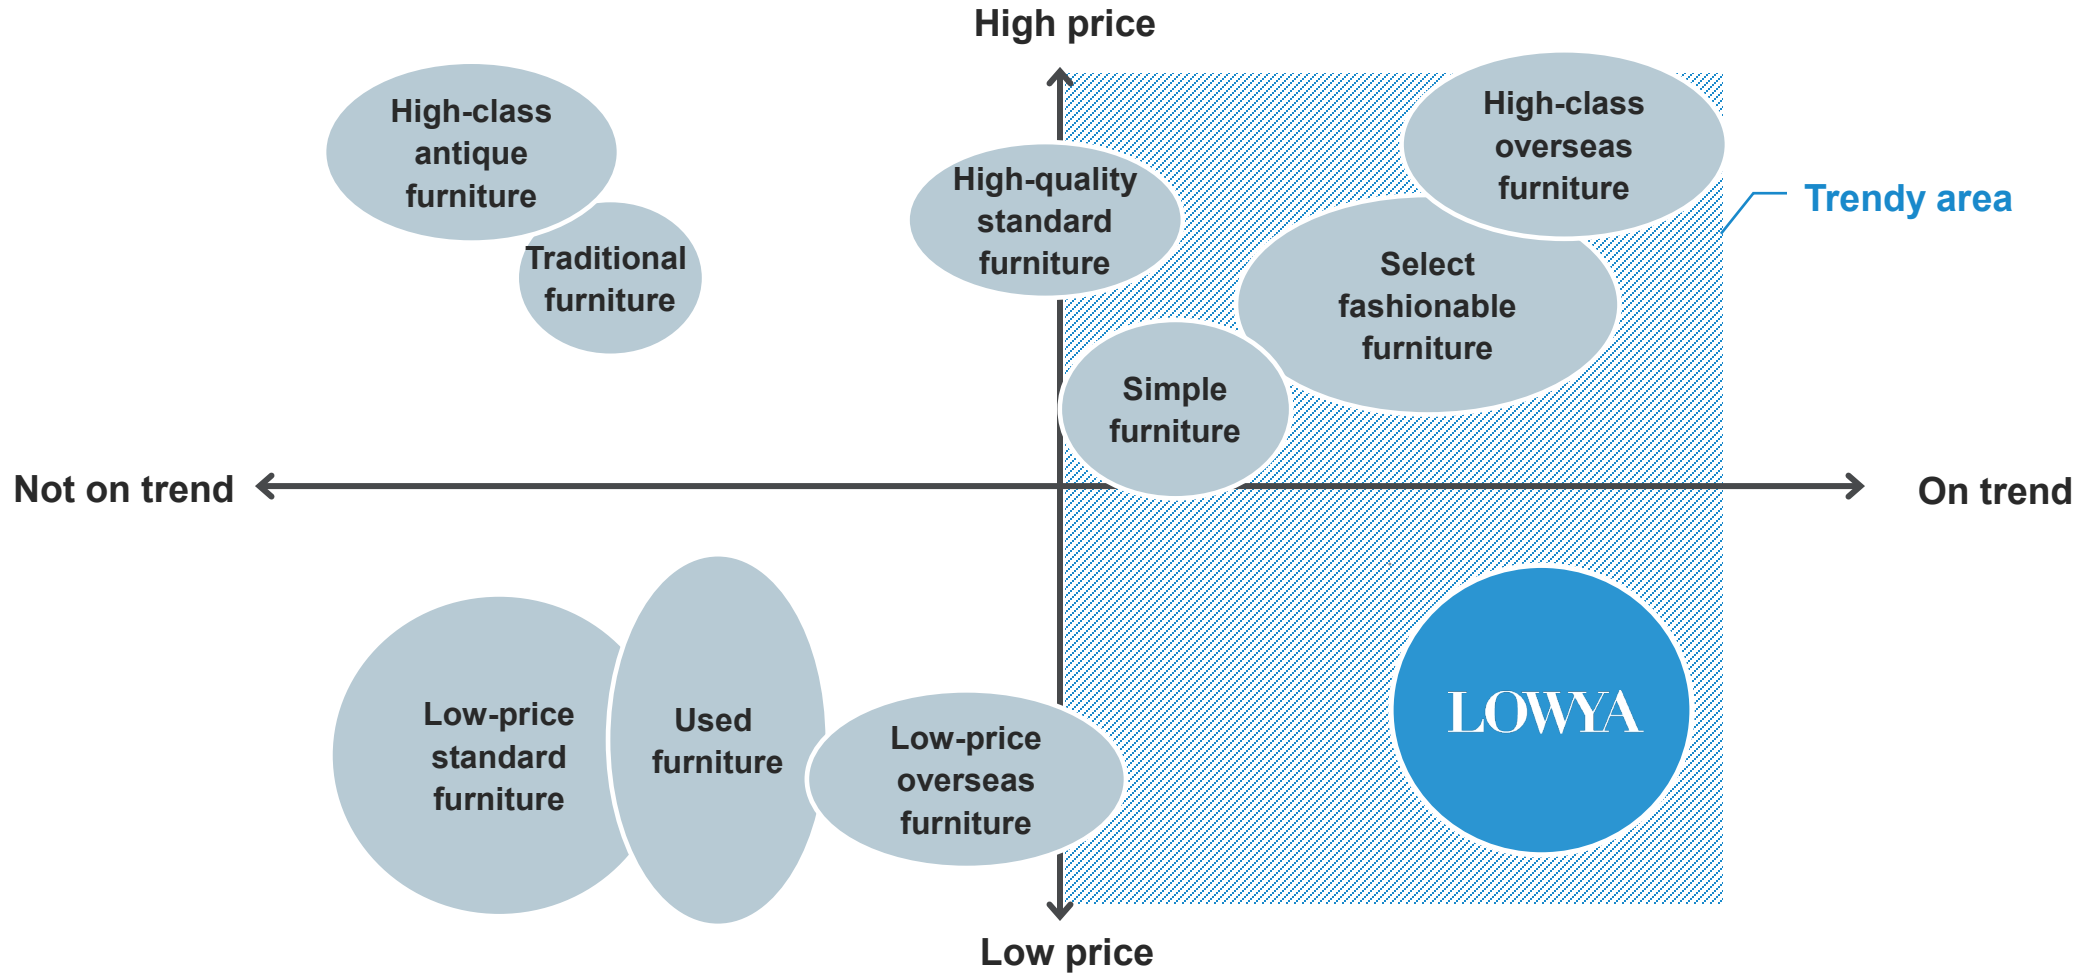 High price
High-class
antique
furniture
Traditional
furniture
High-quality
standard
furniture
High-class
overseas
furniture
Trendy area
Select
fashionable
furniture
Simple
furniture
Not on trend
On trend
Low-price
standard
furniture
Used
furniture
Low-price
overseas
furniture
LOWYA
Low price